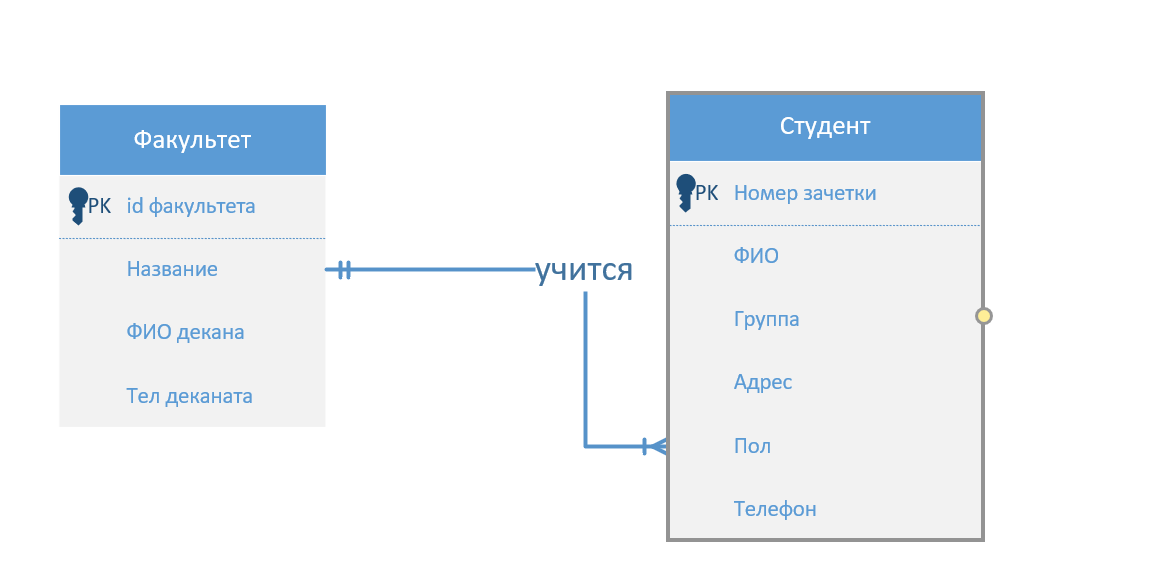 Факультет
PK id факультета
Название
ФИО декана
Тел деканата
учится
Студент
PK Номер зачетки
ФИО
Группа
Адрес
Пол
Телефон